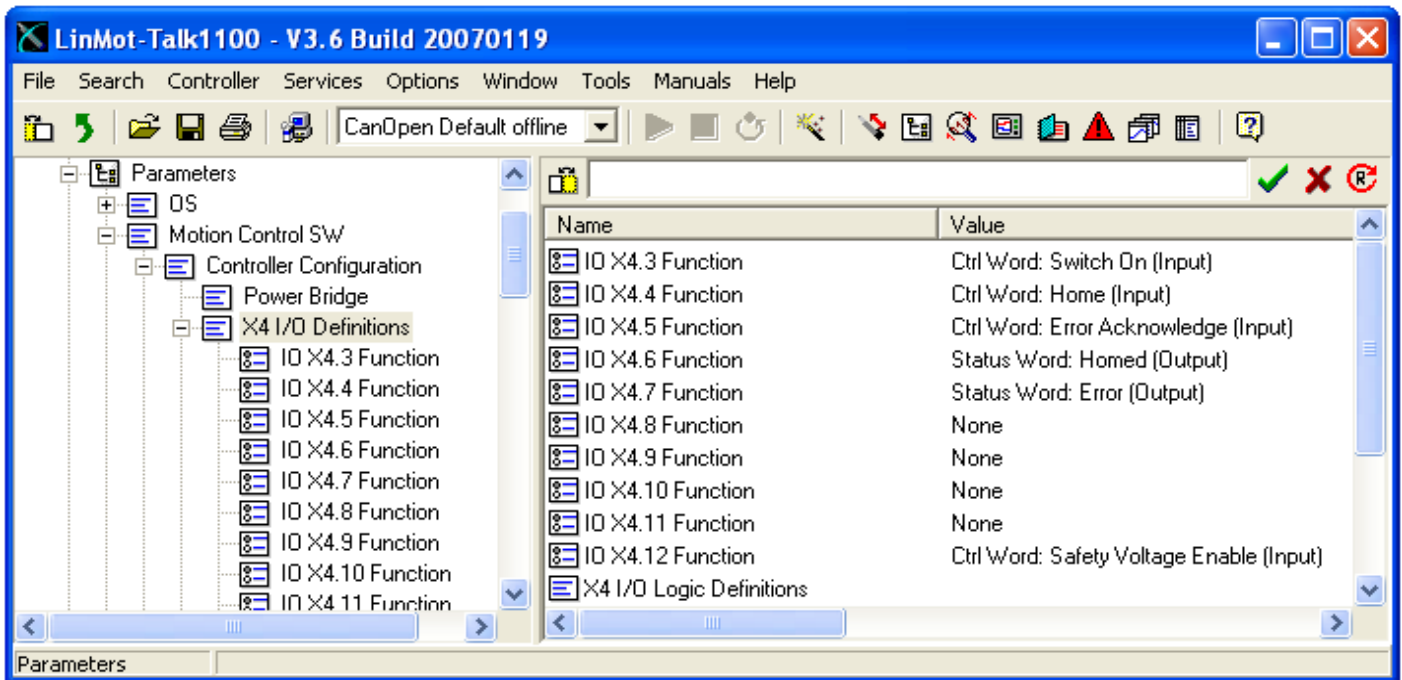 LinMot-Talk1100 - V3.6 Build 20070119
File Search Controller Services Options Window Tools Manuals Help
CanOpen Default offline
Parameters
OS
Motion Control SW
Controller Configuration
Power Bridge
X4 I/O Definitions
IO X4.3 Function
IO X4.4 Function
IO X4.5 Function
IO X4.6 Function
IO X4.7 Function
IO X4.8 Function
IO X4.9 Function
IO X4.10 Function
IO X4.11 Function
Name Value
IO X4.3 Function Ctrl Word: Switch On (Input)
IO X4.4 Function Ctrl Word: Home (Input)
IO X4.5 Function Ctrl Word: Error Acknowledge (Input)
IO X4.6 Function Status Word: Homed (Output)
IO X4.7 Function Status Word: Error (Output)
IO X4.8 Function None
IO X4.9 Function None
IO X4.10 Function None
IO X4.11 Function None
IO X4.12 Function Ctrl Word: Safety Voltage Enable (Input)
X4 I/O Logic Definitions
Parameters